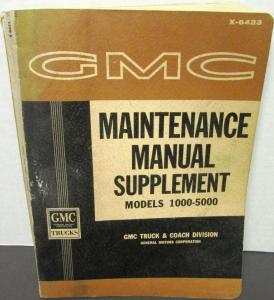 X-6423
GMC
MAINTENANCE
MANUAL
SUPPLEMENT
MODELS 1000-5000
GMC TRUCK & COACH DIVISION
GENERAL MOTORS CORPORATION
GMC
TRUCKS